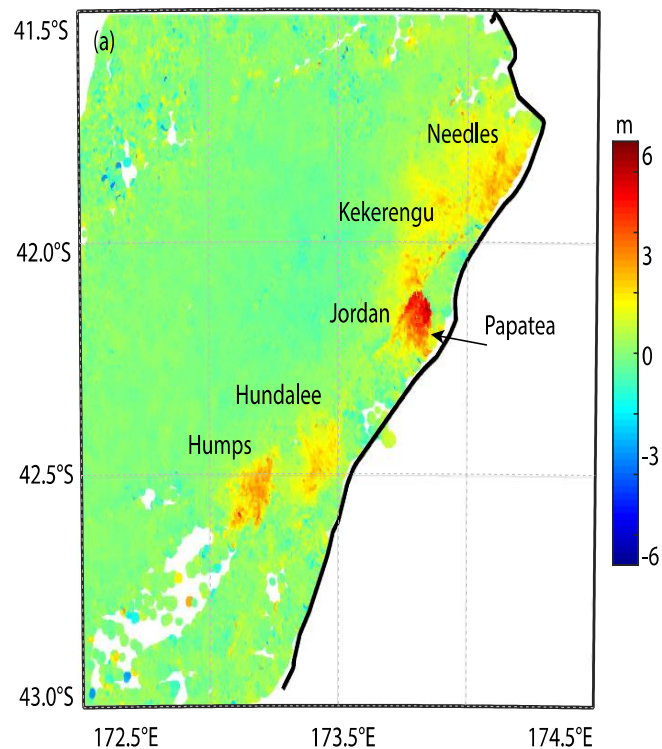 (a)
41.5°S
42.0°S
42.5°S
43.0°S
Needles
Kekerengu
Jordan
Papatea
Hundalee
Humps
172.5°E
173.5°E
174.5°E
m
6
3
0
-3
-6